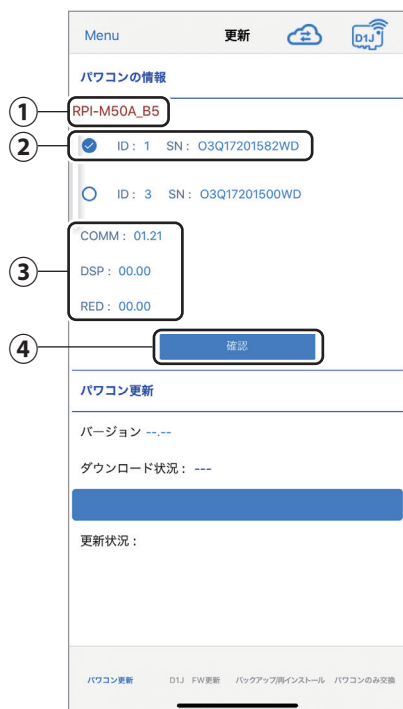 Menu 更新 D1J
パワコンの情報
① RPI-M50A_B5
② ID: 1 SN: O3Q17201582WD
ID: 3 SN: O3Q17201500WD
COMM: 01.21
③ DSP: 00.00
RED: 00.00
④ 確認
パワコン更新
バージョン --.--
ダウンロード状況: ---
更新状況:
パワコン更新 D1J FW更新 バックアップ/再インストール パワコンのみ交換